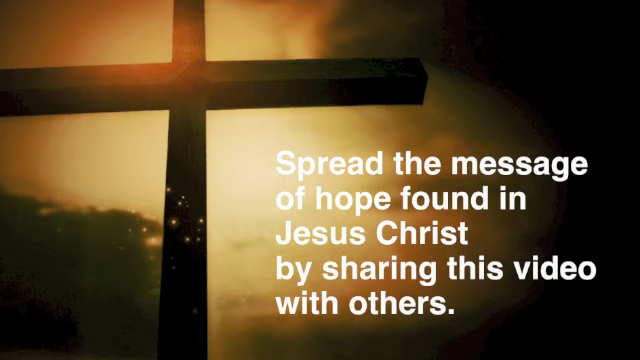 Spread the message
of hope found in
Jesus Christ
by sharing this video
with others.